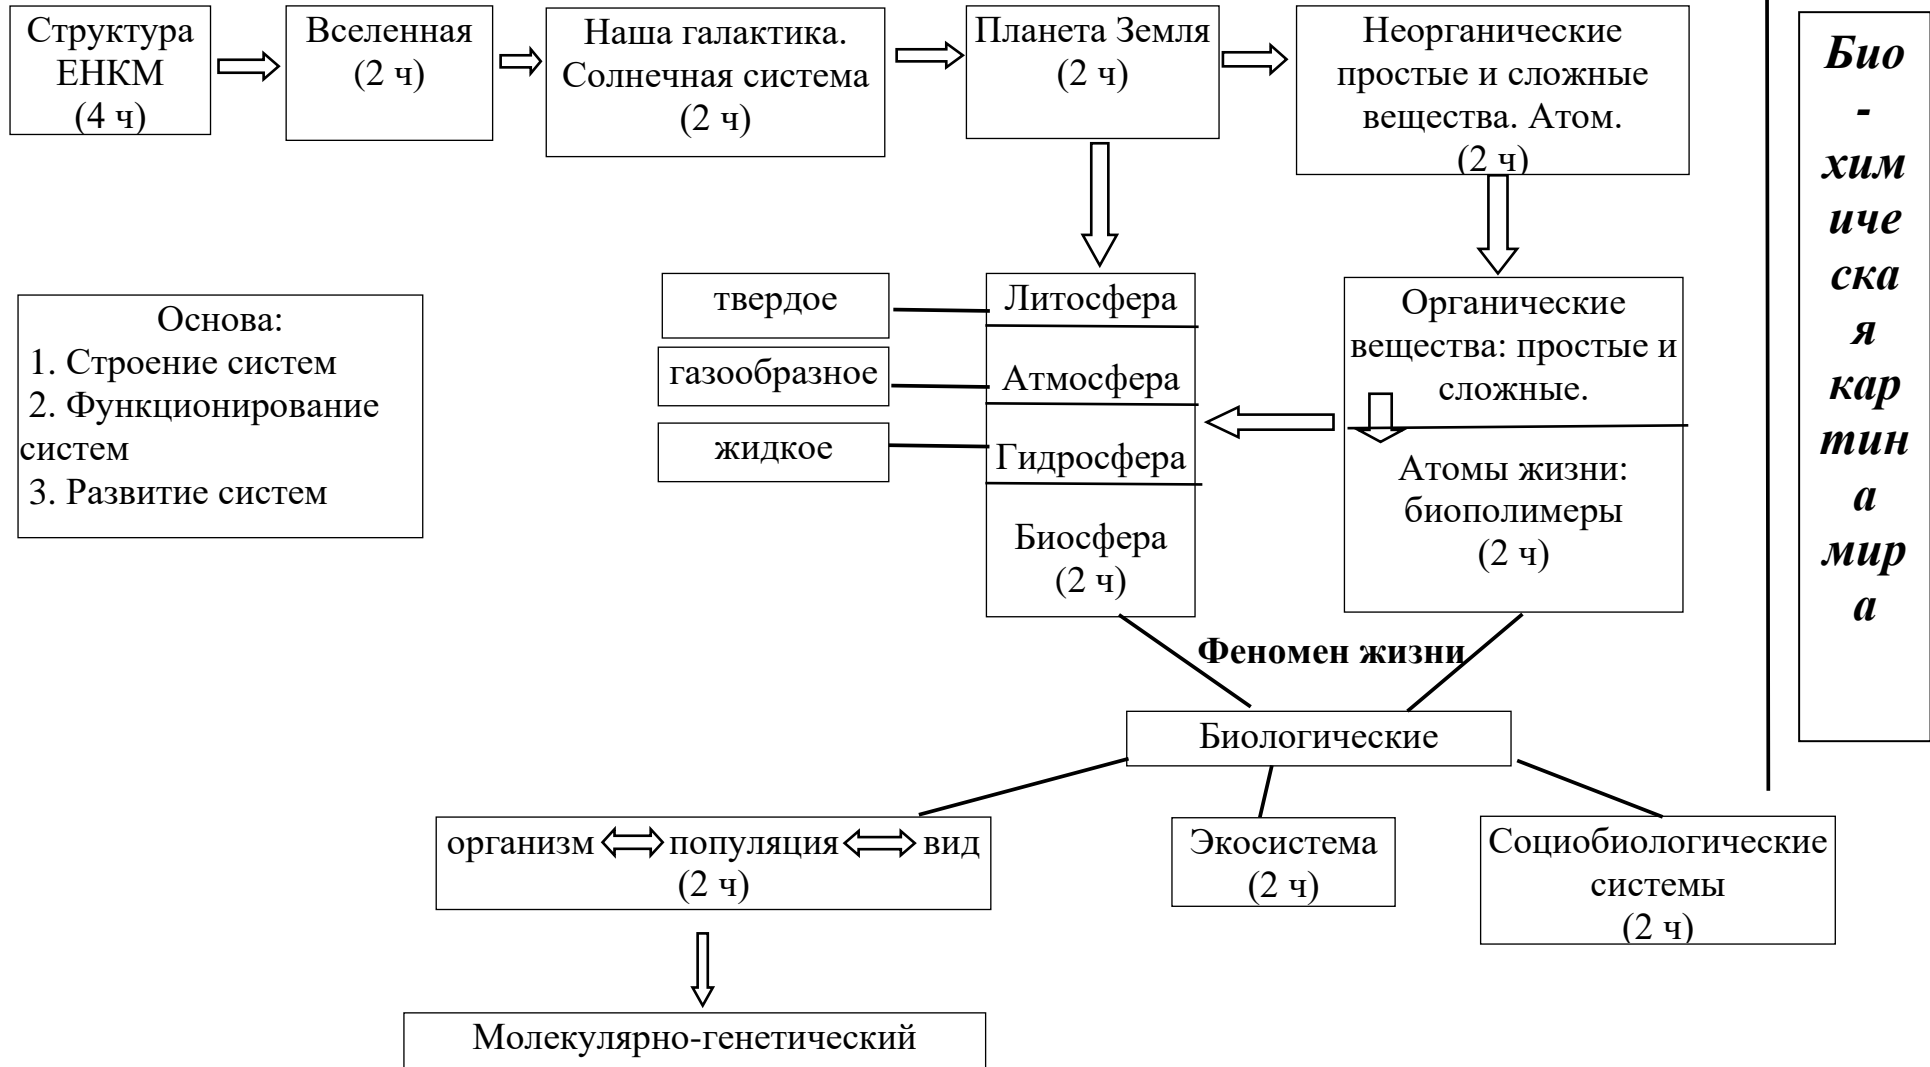 Структура
ЕНКМ
(4 ч)
Вселенная
(2 ч)
Наша галактика.
Солнечная система
(2 ч)
Планета Земля
(2 ч)
Неорганические
простые и сложные
вещества. Атом.
(2 ч)
Био
-
хим
иче
ска
я
кар
тин
а
мир
а
Основа:
1. Строение систем
2. Функционирование
систем
3. Развитие систем
твердое
газообразное
жидкое
Литосфера
Атмосфера
Гидросфера
Биосфера
(2 ч)
Органические
вещества: простые и
сложные.
Атомы жизни:
биополимеры
(2 ч)
Феномен жизни
Биологические
организм популяция вид
(2 ч)
Экосистема
(2 ч)
Социобиологические
системы
(2 ч)
Молекулярно-генетический